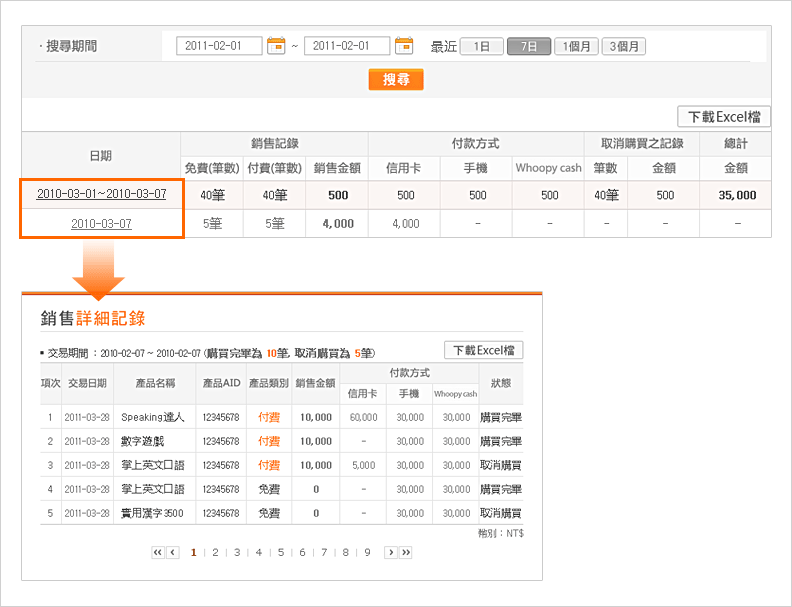 · 搜尋期間 2011-02-01 ~ 2011-02-01 最近 1日 7日 1個月 3個月
搜尋
下載Excel檔
日期 銷售記錄 付款方式 取消購買之記錄 總計
免費(筆數) 付費(筆數) 銷售金額 信用卡 手機 Whoopy cash 筆數 金額 金額
2010-03-01~2010-03-07 40筆 40筆 500 500 500 500 40筆 500 35,000
2010-03-07 5筆 5筆 4,000 4,000 – – – – –
銷售詳細記錄
▪ 交易期間 : 2010-02-07 ~ 2010-02-07 (購買完畢為 10筆, 取消購買為 5筆) 下載Excel檔
項次 交易日期 產品名稱 產品AID 產品類別 銷售金額 付款方式 狀態
信用卡 手機 Whoopy cash
1 2011-03-28 Speaking達人 12345678 付費 10,000 60,000 30,000 30,000 購買完畢
2 2011-03-28 數字遊戲 12345678 付費 10,000 – 30,000 30,000 購買完畢
3 2011-03-28 掌上英文口語 12345678 付費 10,000 5,000 30,000 30,000 取消購買
4 2011-03-28 掌上英文口語 12345678 免費 0 – 30,000 30,000 購買完畢
5 2011-03-28 實用漢字3500 12345678 免費 0 – 30,000 30,000 取消購買
幣別 : NT$
« ‹ 1 | 2 | 3 | 4 | 5 | 6 | 7 | 8 | 9 › »